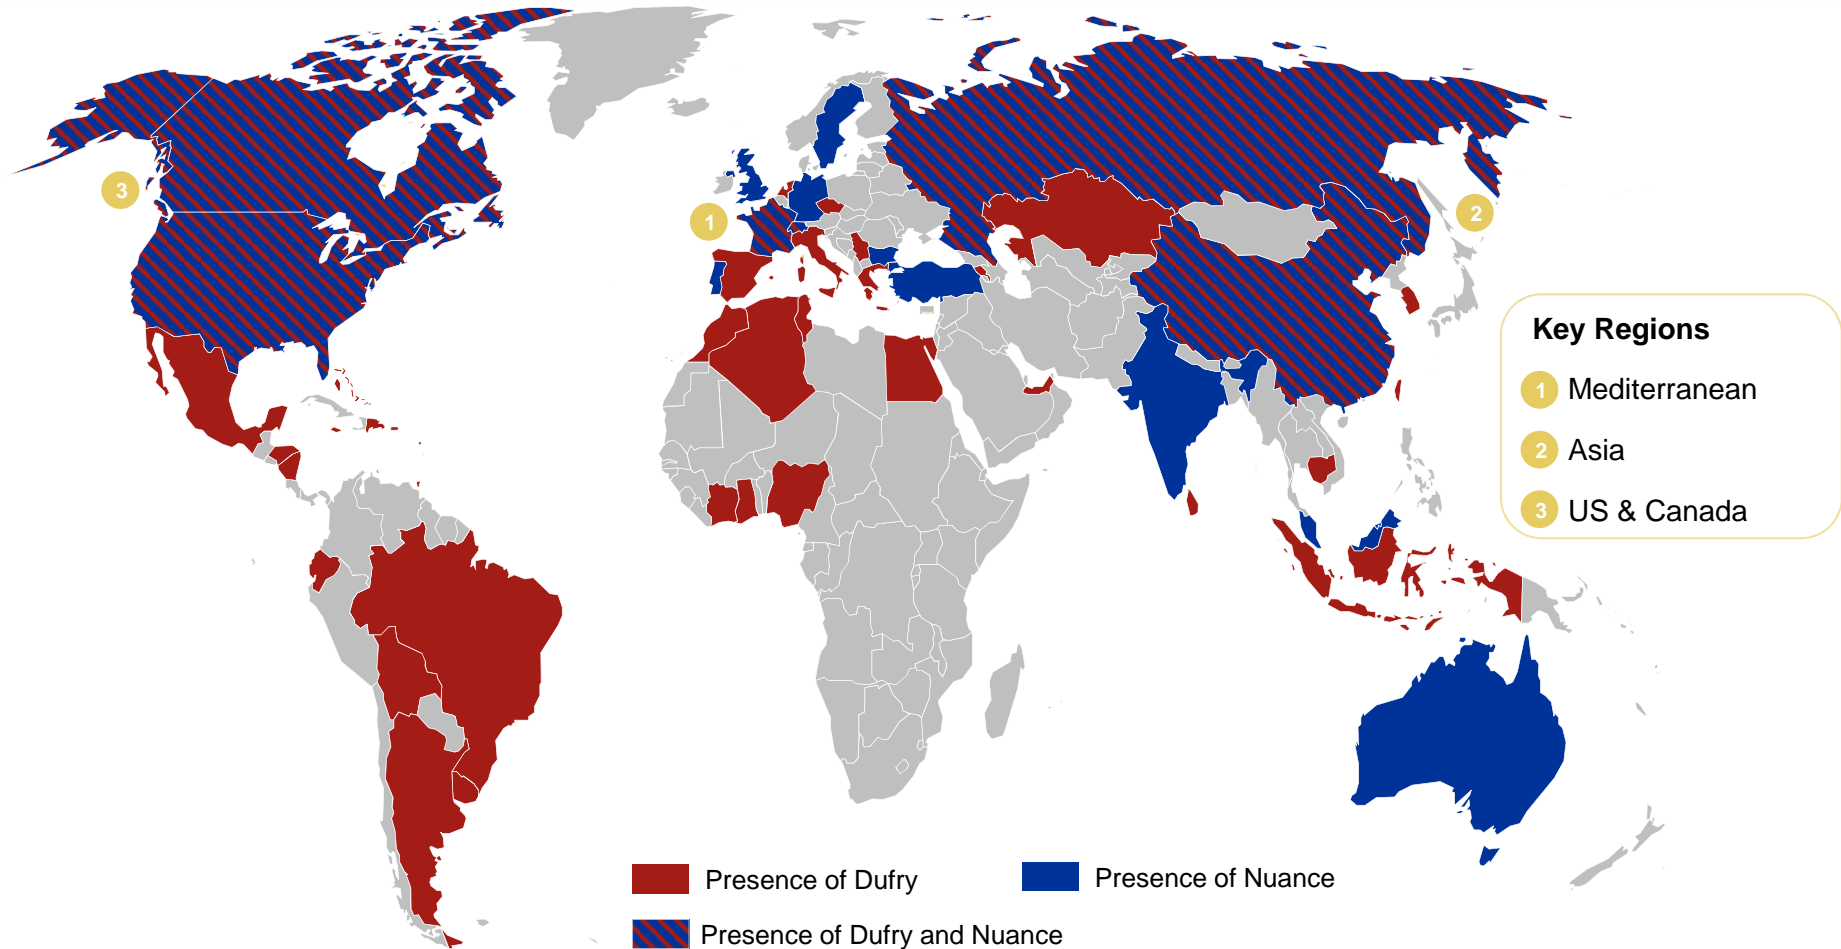 3
1
2
Key Regions
1 Mediterranean
2 Asia
3 US & Canada
Presence of Dufry
Presence of Nuance
Presence of Dufry and Nuance